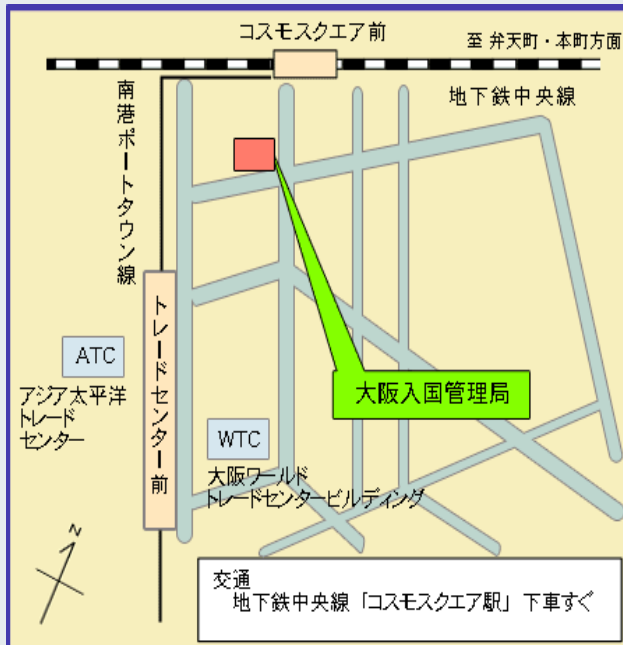 コスモスクエア前
至 弁天町・本町方面
地下鉄中央線
南港ポートタウン線
トレードセンター前
ATC
アジア太平洋
トレード
センター
大阪入国管理局
WTC
大阪ワールド
トレードセンタービルディング
N
交通
地下鉄中央線「コスモスクエア駅」下車すぐ